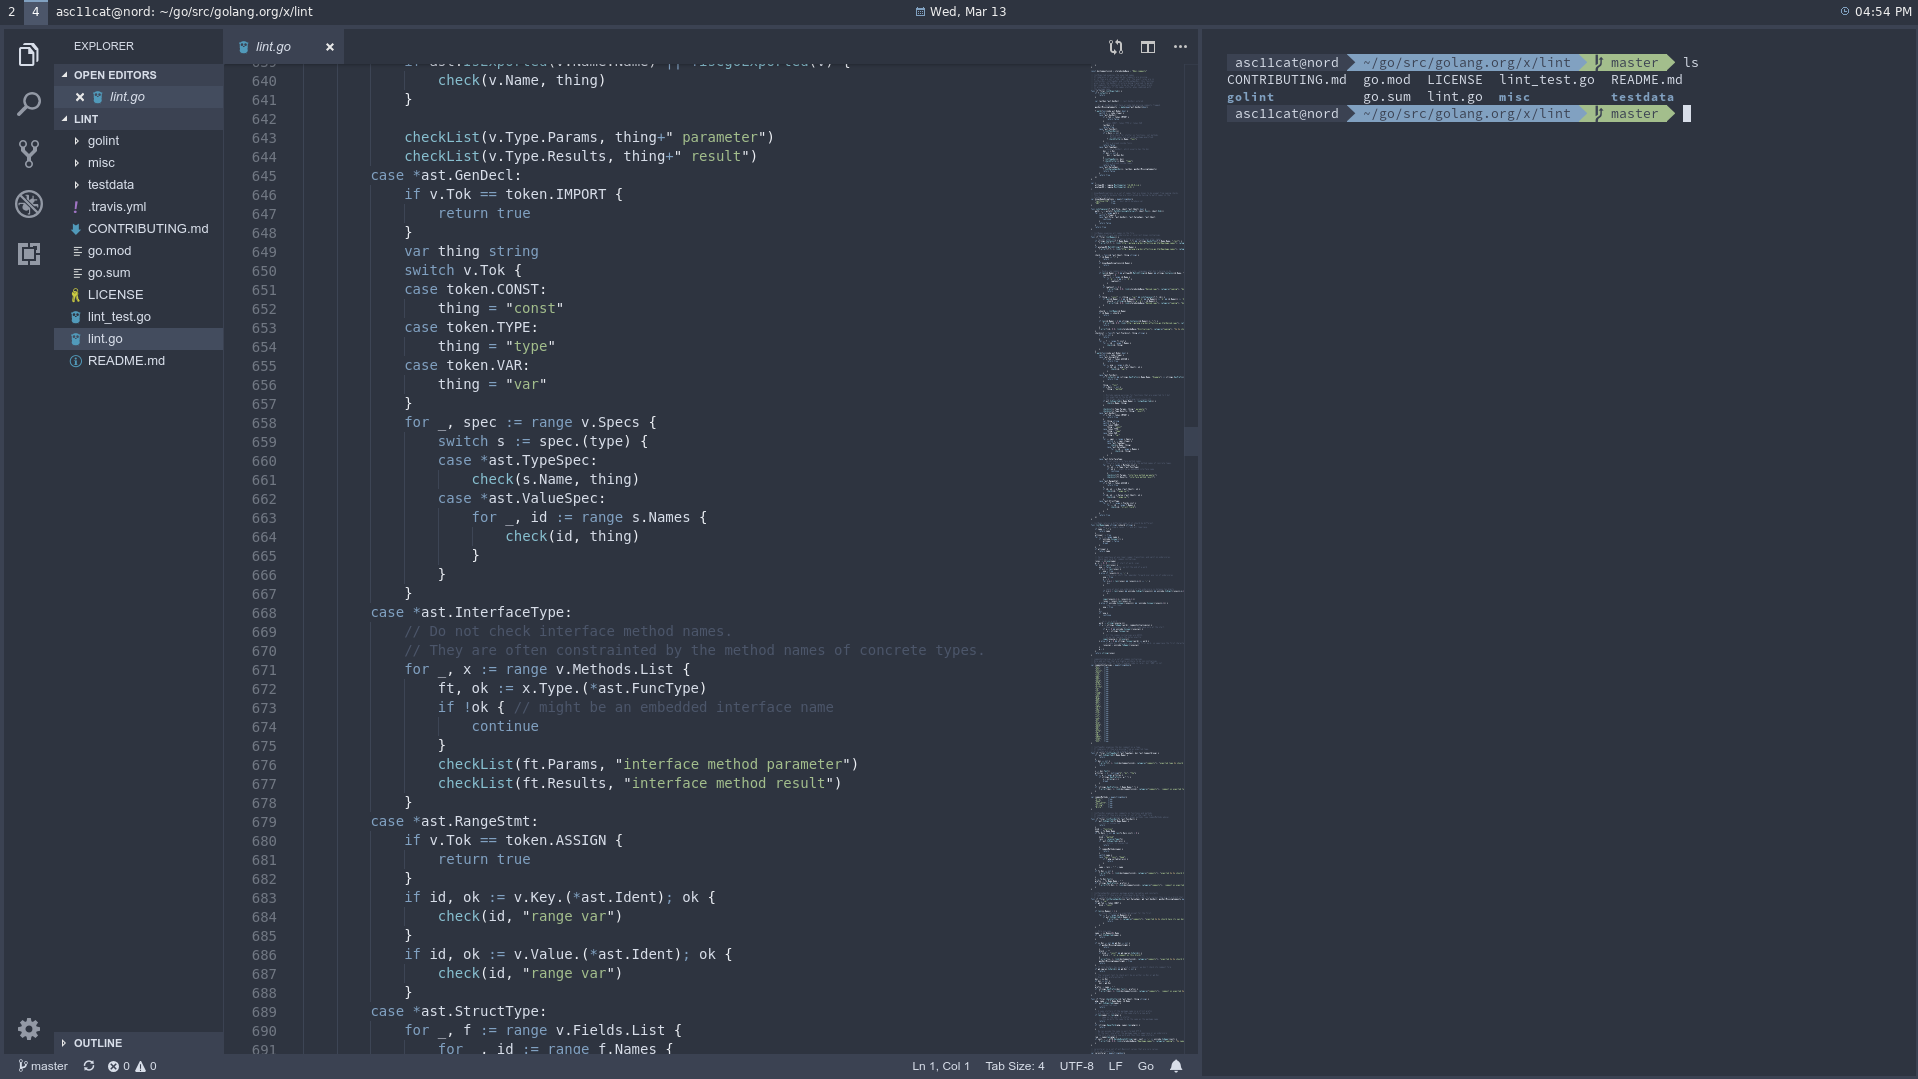 2 4 asc11cat@nord: ~/go/src/golang.org/x/lint
Wed, Mar 13
04:54 PM
EXPLORER
OPEN EDITORS
lint.go
LINT
golint
misc
testdata
.travis.yml
CONTRIBUTING.md
go.mod
go.sum
LICENSE
lint_test.go
lint.go
README.md
OUTLINE
lint.go
640 check(v.Name, thing)
641 }
642
643 checkList(v.Type.Params, thing+" parameter")
644 checkList(v.Type.Results, thing+" result")
645 case *ast.GenDecl:
646 if v.Tok == token.IMPORT {
647 return true
648 }
649 var thing string
650 switch v.Tok {
651 case token.CONST:
652 thing = "const"
653 case token.TYPE:
654 thing = "type"
655 case token.VAR:
656 thing = "var"
657 }
658 for _, spec := range v.Specs {
659 switch s := spec.(type) {
660 case *ast.TypeSpec:
661 check(s.Name, thing)
662 case *ast.ValueSpec:
663 for _, id := range s.Names {
664 check(id, thing)
665 }
666 }
667 }
668 case *ast.InterfaceType:
669 // Do not check interface method names.
670 // They are often constrainted by the method names of concrete types.
671 for _, x := range v.Methods.List {
672 ft, ok := x.Type.(*ast.FuncType)
673 if !ok { // might be an embedded interface name
674 continue
675 }
676 checkList(ft.Params, "interface method parameter")
677 checkList(ft.Results, "interface method result")
678 }
679 case *ast.RangeStmt:
680 if v.Tok == token.ASSIGN {
681 return true
682 }
683 if id, ok := v.Key.(*ast.Ident); ok {
684 check(id, "range var")
685 }
686 if id, ok := v.Value.(*ast.Ident); ok {
687 check(id, "range var")
688 }
689 case *ast.StructType:
690 for _, f := range v.Fields.List {
691 for _, id := range f.Names {
asc11cat@nord ~/go/src/golang.org/x/lint master ls
CONTRIBUTING.md go.mod LICENSE lint_test.go README.md
golint go.sum lint.go misc testdata
asc11cat@nord ~/go/src/golang.org/x/lint master
master 0 0
Ln 1, Col 1 Tab Size: 4 UTF-8 LF Go